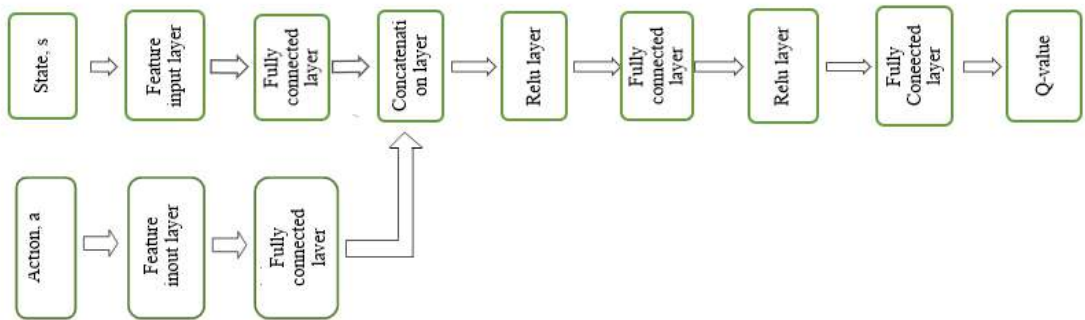 State, s
Feature
input layer
Fully
connected
layer
Concatenati
on layer
Relu layer
Fully
connected
layer
Relu layer
Fully
Coneected
layer
Q-value
Action, a
Feature
inout layer
Fully
connected
laver